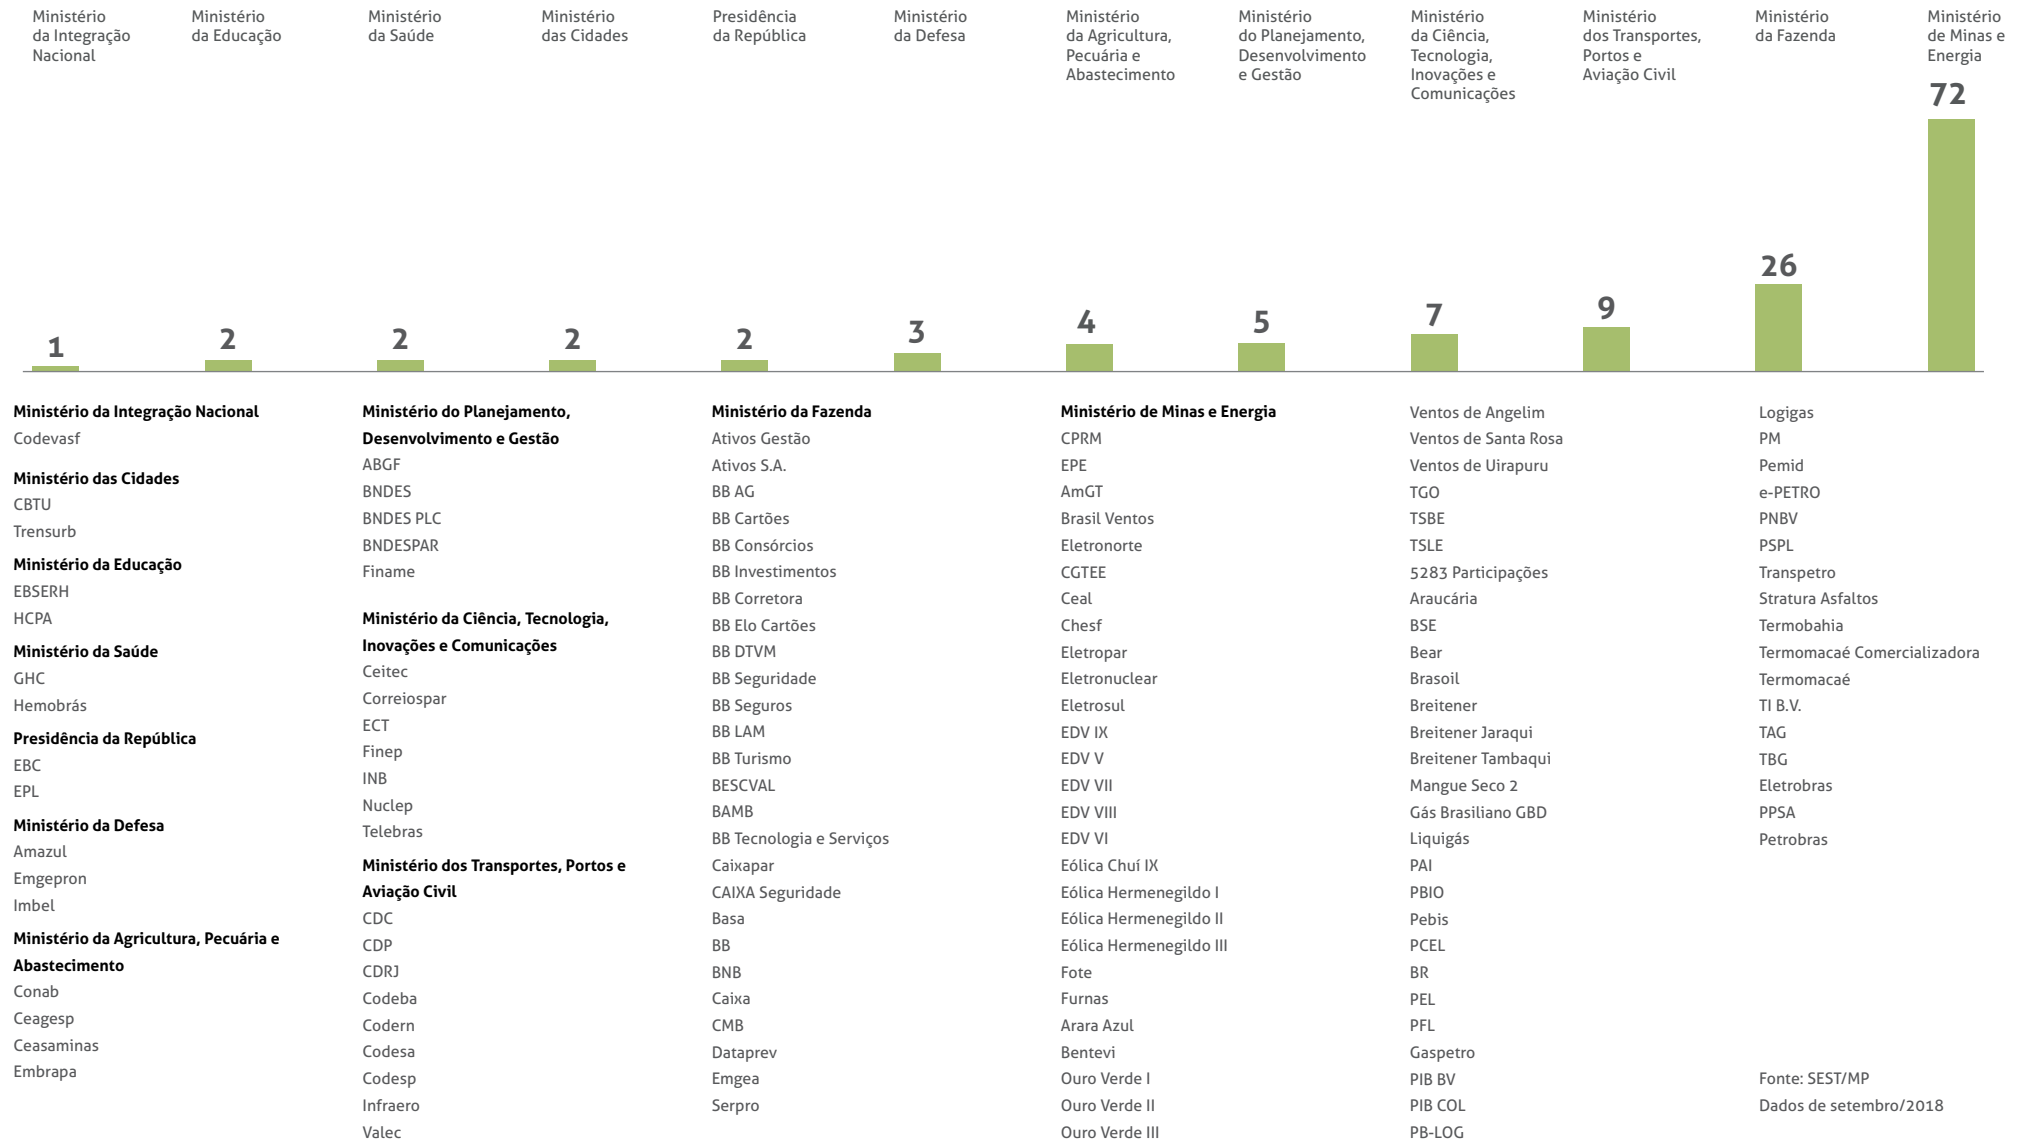 Ministério
da Integração
Nacional
Ministério
da Educação
Ministério
da Saúde
Ministério
das Cidades
Presidência
da República
Ministério
da Defesa
Ministério
da Agricultura,
Pecuária e
Abastecimento
Ministério
do Planejamento,
Desenvolvimento
e Gestão
Ministério
da Ciência,
Tecnologia,
Inovações e
Comunicações
Ministério
dos Transportes,
Portos e
Aviação Civil
Ministério
da Fazenda
Ministério
de Minas e
Energia
1
2
2
2
2
3
4
5
7
9
26
72
Ministério da Integração Nacional
Codevasf
Ministério das Cidades
CBTU
Trensurb
Ministério da Educação
EBSERH
HCPA
Ministério da Saúde
GHC
Hemobrás
Presidência da República
EBC
EPL
Ministério da Defesa
Amazul
Emgepron
Imbel
Ministério da Agricultura, Pecuária e
Abastecimento
Conab
Ceagesp
Ceasaminas
Embrapa
Ministério do Planejamento,
Desenvolvimento e Gestão
ABGF
BNDES
BNDES PLC
BNDESPAR
Finame
Ministério da Ciência, Tecnologia,
Inovações e Comunicações
Ceitec
Correiospar
ECT
Finep
INB
Nuclep
Telebras
Ministério dos Transportes, Portos e
Aviação Civil
CDC
CDP
CDRJ
Codeba
Codern
Codesa
Codesp
Infraero
Valec
Ministério da Fazenda
Ativos Gestão
Ativos S.A.
BB AG
BB Cartões
BB Consórcios
BB Investimentos
BB Corretora
BB Elo Cartões
BB DTVM
BB Seguridade
BB Seguros
BB LAM
BB Turismo
BESCVAL
BAMB
BB Tecnologia e Serviços
Caixapar
CAIXA Seguridade
Basa
BB
BNB
Caixa
CMB
Dataprev
Emgea
Serpro
Ministério de Minas e Energia
CPRM
EPE
AmGT
Brasil Ventos
Eletronorte
CGTEE
Ceal
Chesf
Eletropar
Eletronuclear
Eletrosul
EDV IX
EDV V
EDV VII
EDV VIII
EDV VI
Eólica Chuí IX
Eólica Hermenegildo I
Eólica Hermenegildo II
Eólica Hermenegildo III
Fote
Furnas
Arara Azul
Bentevi
Ouro Verde I
Ouro Verde II
Ouro Verde III
Ventos de Angelim
Ventos de Santa Rosa
Ventos de Uirapuru
TGO
TSBE
TSLE
5283 Participações
Araucária
BSE
Bear
Brasoil
Breitener
Breitener Jaraqui
Breitener Tambaqui
Mangue Seco 2
Gás Brasiliano GBD
Liquigás
PAI
PBIO
Pebis
PCEL
BR
PEL
PFL
Gaspetro
PIB BV
PIB COL
PB-LOG
Logigas
PM
Pemid
e-PETRO
PNBV
PSPL
Transpetro
Stratura Asfaltos
Termobahia
Termomacaé Comercializadora
Termomacaé
TI B.V.
TAG
TBG
Eletrobras
PPSA
Petrobras
Fonte: SEST/MP
Dados de setembro/2018